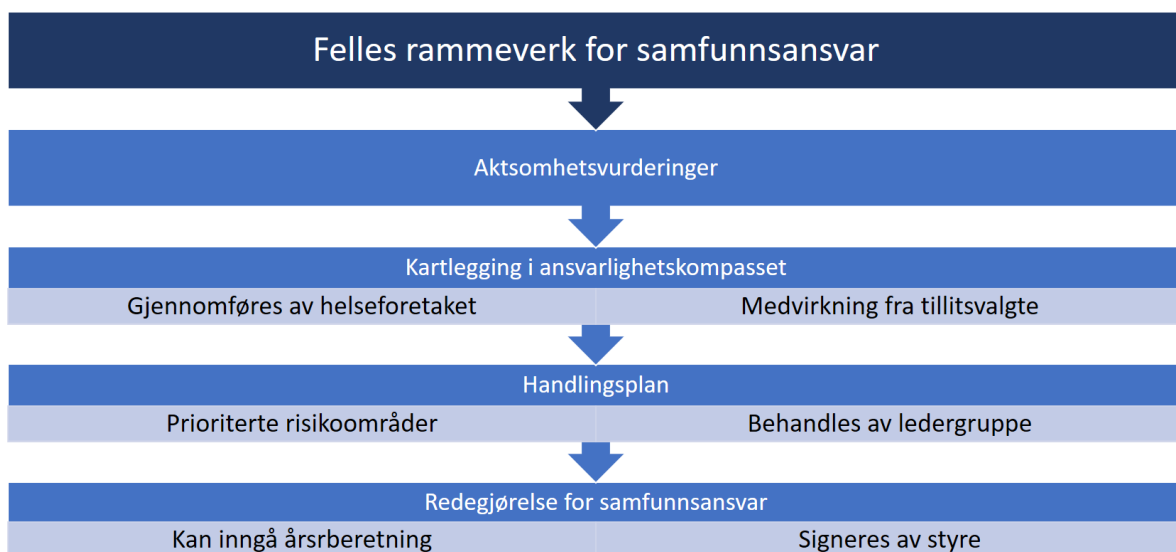 Felles rammeverk for samfunnsansvar
Aktsomhetsvurderinger
Kartlegging i ansvarlighetskompasset
Gjennomføres av helseforetaket
Medvirkning fra tillitsvalgte
Handlingsplan
Prioriterte risikoområder
Behandles av ledergruppe
Redegjørelse for samfunnsansvar
Kan inngå årsrberetning
Signeres av styre